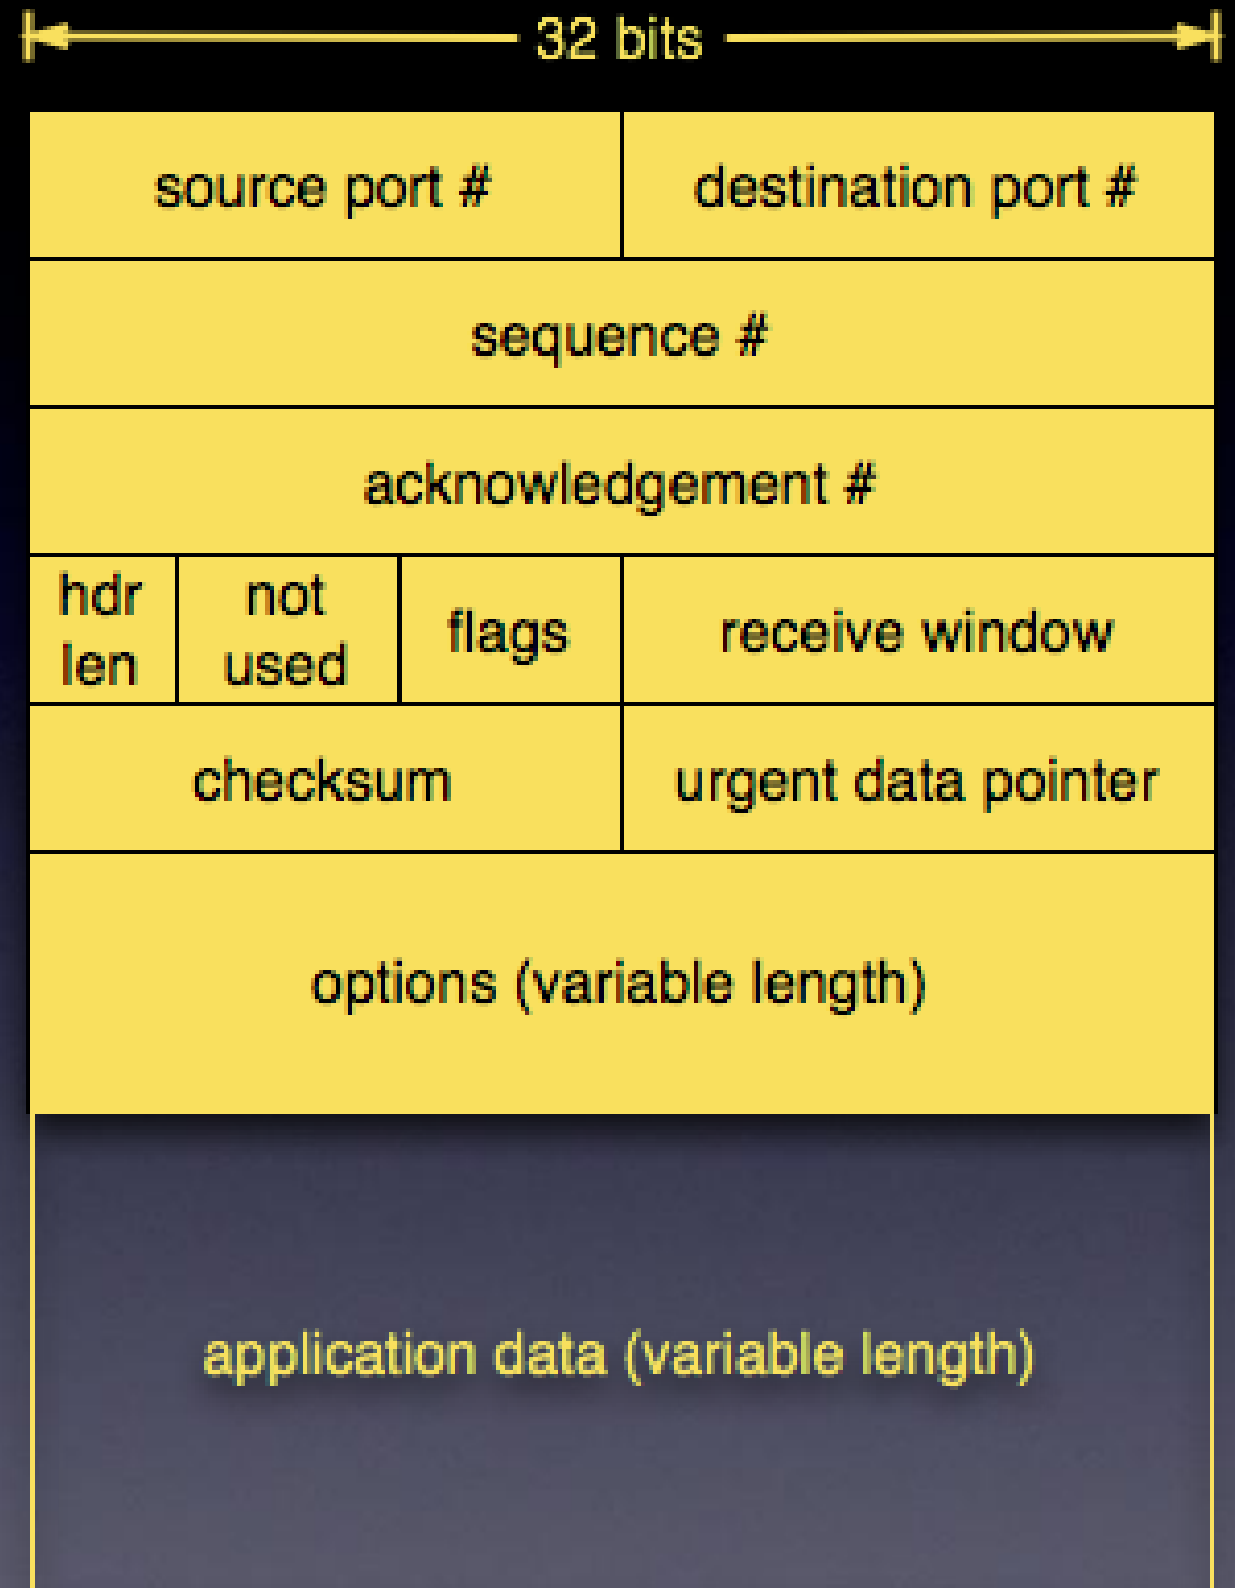 32 bits
source port #
destination port #
sequence #
acknowledgement #
hdr
len
not
used
flags
receive window
checksum
urgent data pointer
options (variable length)
application data (variable length)